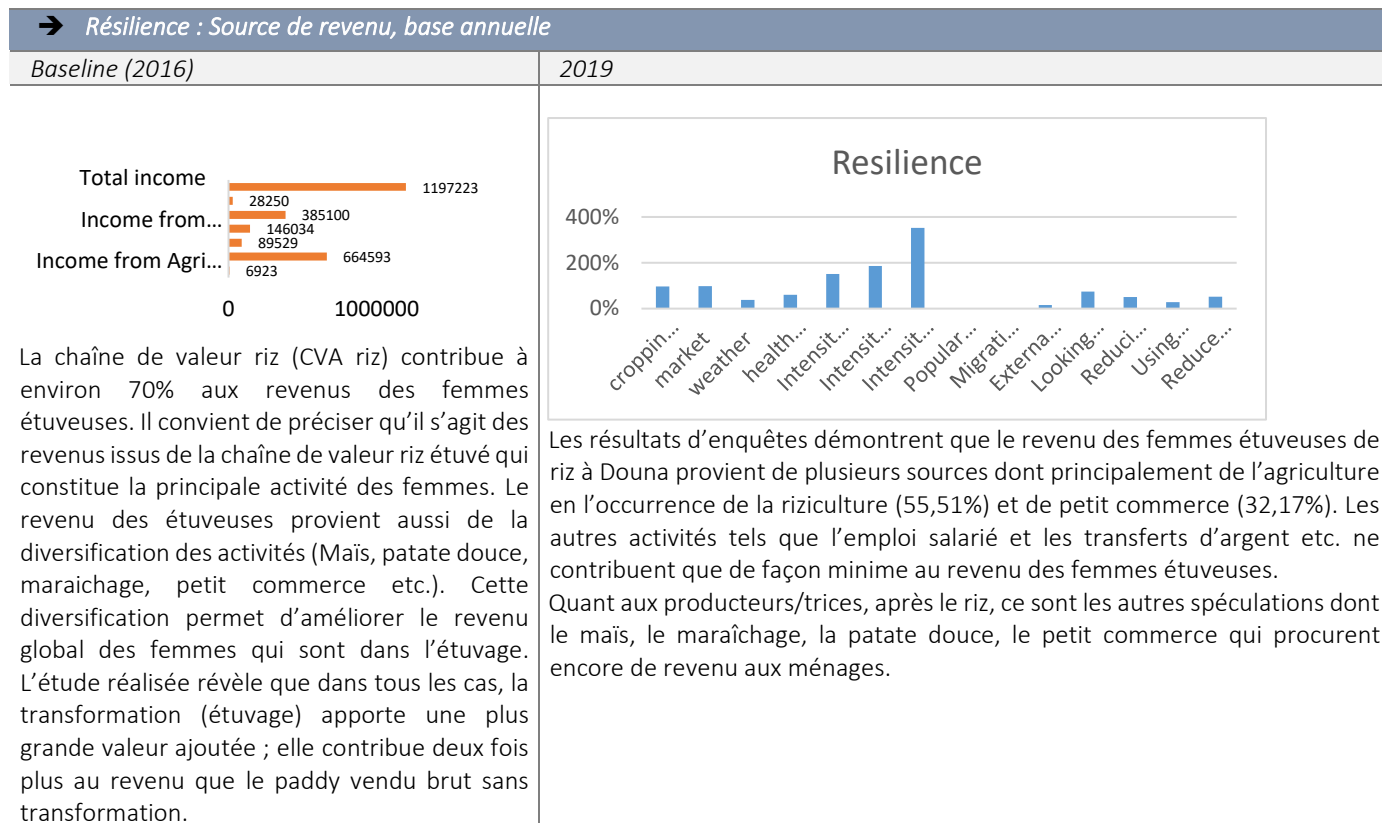 ➔ Résilience : Source de revenu, base annuelle
Baseline (2016)
Total income
Income from...
Income from Agri...
1197223
28250
385100
146034
89529
664593
6923
0 1000000
La chaîne de valeur riz (CVA riz) contribue à
environ 70% aux revenus des femmes
étuveuses. Il convient de préciser qu’il s’agit des
revenus issus de la chaîne de valeur riz étuvé qui
constitue la principale activité des femmes. Le
revenu des étuveuses provient aussi de la
diversification des activités (Maïs, patate douce,
maraichage, petit commerce etc.). Cette
diversification permet d’améliorer le revenu
global des femmes qui sont dans l’étuvage.
L’étude réalisée révèle que dans tous les cas, la
transformation (étuvage) apporte une plus
grande valeur ajoutée ; elle contribue deux fois
plus au revenu que le paddy vendu brut sans
transformation.
2019
Resilience
400%
200%
0%
croppin...
market
weather
health...
Intensit...
Intensit...
Intensit...
Popular...
Migrati...
Externa...
Looking...
Reduci...
Using...
Reduce...
Les résultats d’enquêtes démontrent que le revenu des femmes étuveuses de
riz à Douna provient de plusieurs sources dont principalement de l’agriculture
en l’occurrence de la riziculture (55,51%) et de petit commerce (32,17%). Les
autres activités tels que l’emploi salarié et les transferts d’argent etc. ne
contribuent que de façon minime au revenu des femmes étuveuses.
Quant aux producteurs/trices, après le riz, ce sont les autres spéculations dont
le maïs, le maraîchage, la patate douce, le petit commerce qui procurent
encore de revenu aux ménages.